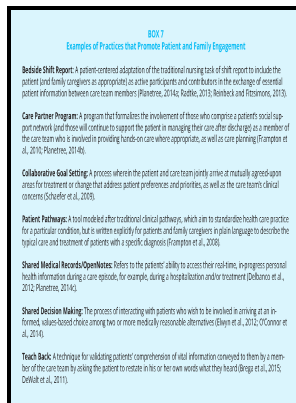 BOX 7
Examples of Practices that Promote Patient and Family Engagement
Bedside Shift Report: A patient-centered adaptation of the traditional nursing task of shift report to include the
patient (and family caregivers as appropriate) as active participants and contributors in the exchange of essential
patient information between care team members (Planetree, 2014a; Radtke, 2013; Reinbeck and Fitzsimons, 2013).
Care Partner Program: A program that formalizes the involvement of those who comprise a patient's social sup-
port network (and those who will continue to support the patient in managing their care after discharge) as a member of
the care team who is involved in providing hands-on care where appropriate, as well as care planning (Frampton et
al., 2010; Planetree, 2014b).
Collaborative Goal Setting: A process wherein the patient and care team jointly arrive at mutually agreed-upon
areas for treatment or change that address patient preferences and priorities, as well as the care team's clinical
concerns (Schaefer et al., 2009).
Patient Pathways: A tool modeled after traditional clinical pathways, which aim to standardize health care practice
for a particular condition, but is written explicitly for patients and family caregivers in plain language to describe the
typical care and treatment of patients with a specific diagnosis (Frampton et al., 2008).
Shared Medical Records/OpenNotes: Refers to the patients' ability to access their real-time, in-progress personal
health information during a care episode, for example, during a hospitalization and/or treatment (Delbanco et al.,
2012; Planetree, 2014c).
Shared Decision Making: The process of interacting with patients who wish to be involved in arriving at an in-
formed, values-based choice among two or more medically reasonable alternatives (Elwyn et al., 2012; O'Connor et
al., 2014).
Teach Back: A technique for validating patients' comprehension of vital information conveyed to them by a mem-
ber of the care team by asking the patient to restate in his or her own words what they heard (Brega et al., 2015;
DeWalt et al., 2011).